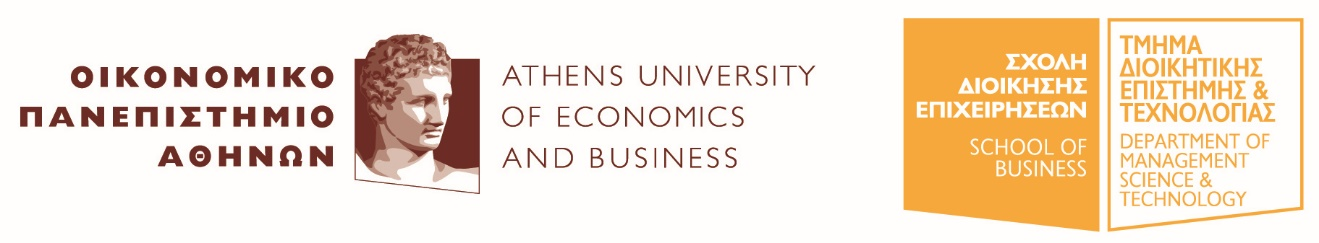 ΟΙΚΟΝΟΜΙΚΟ
ΠΑΝΕΠΙΣΤΗΜΙΟ
ΑΘΗΝΩΝ
ATHENS UNIVERSITY
OF ECONOMICS
AND BUSINESS
ΣΧΟΛΗ
ΔΙΟΙΚΗΣΗΣ
ΕΠΙΧΕΙΡΗΣΕΩΝ
SCHOOL OF
BUSINESS
ΤΜΗΜΑ
ΔΙΟΙΚΗΤΙΚΗΣ
ΕΠΙΣΤΗΜΗΣ &
ΤΕΧΝΟΛΟΓΙΑΣ
DEPARTMENT OF
MANAGEMENT
SCIENCE &
TECHNOLOGY